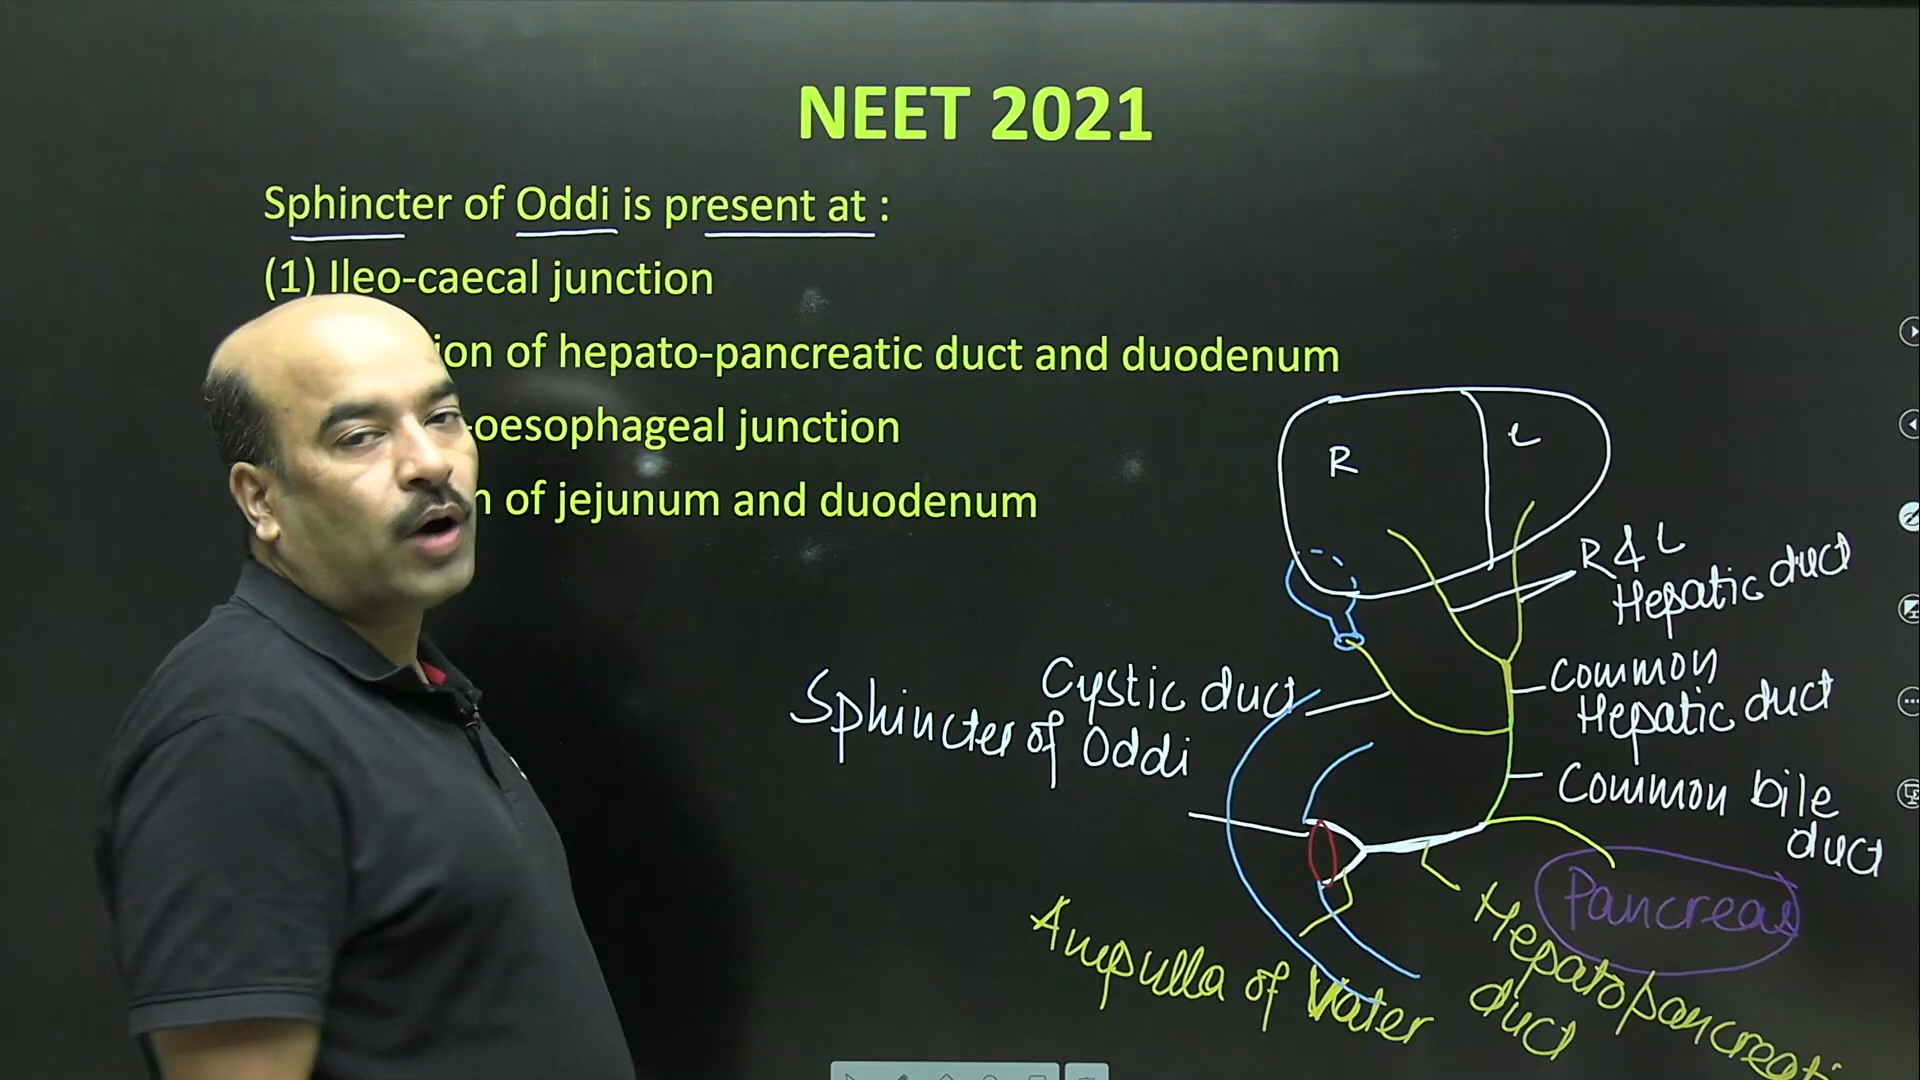 NEET 2021
Sphincter of Oddi is present at :
(1) Ileo-caecal junction
ion of hepato-pancreatic duct and duodenum
-oesophageal junction
n of jejunum and duodenum
R
L
R & L
Hepatic duct
Common
Hepatic duct
Cystic duct
Sphincter of Oddi
Common bile
duct
Pancreas
Hepatopancreati
duct
Ampulla of Vater